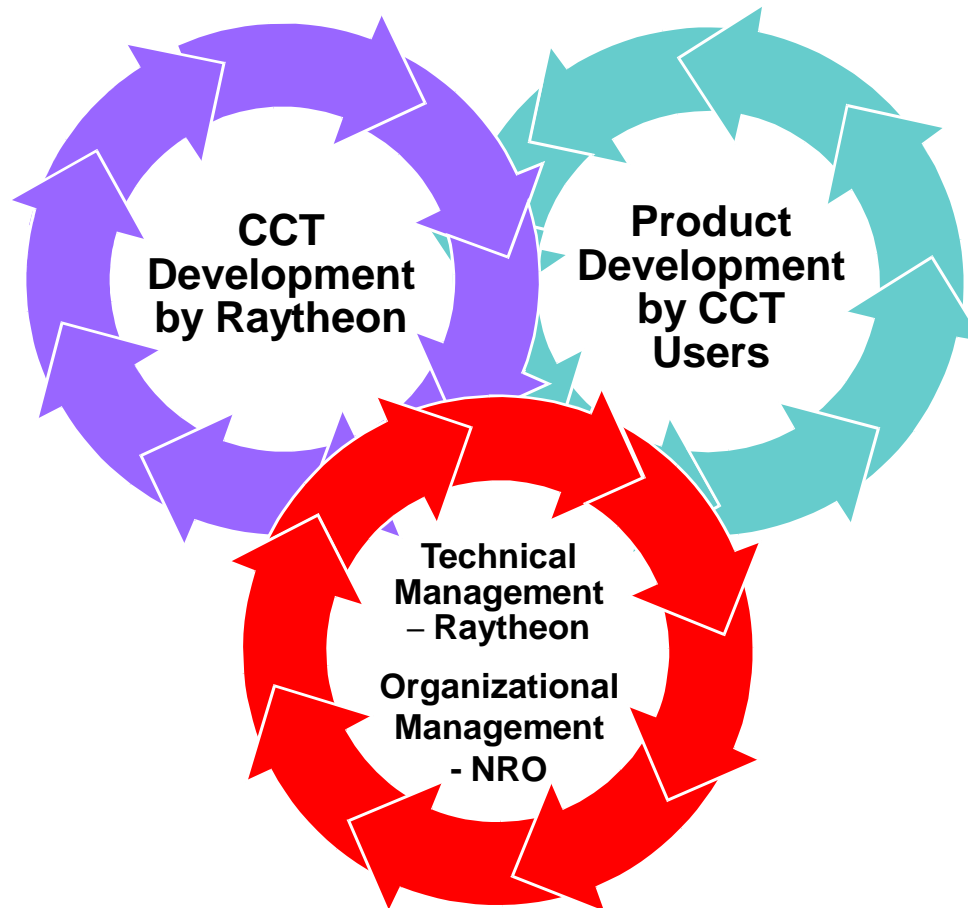 CCT
Development
by Raytheon
Product
Development
by CCT
Users
Technical
Management
– Raytheon
Organizational
Management
- NRO